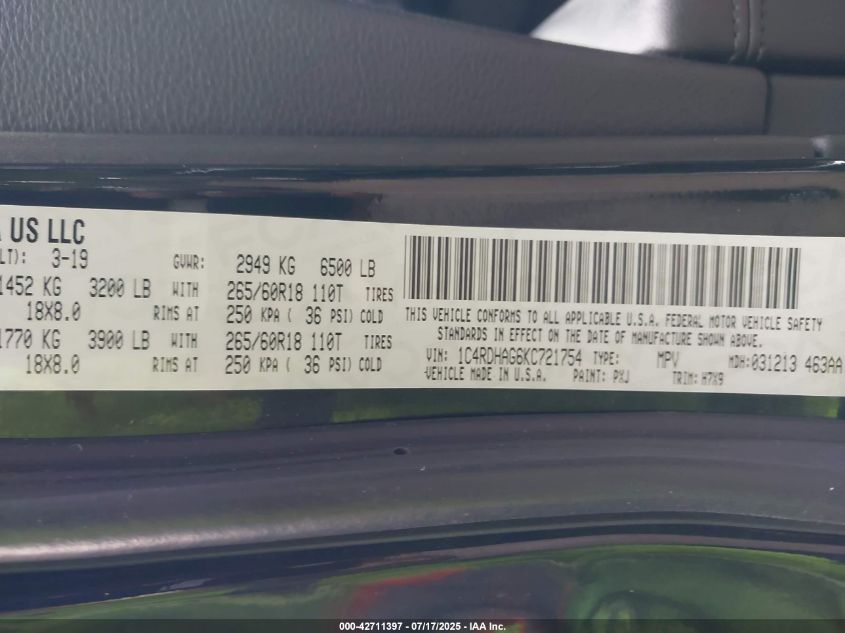 US LLC
LT): 3-19 GVWR: 2949 KG 6500 LB
1452 KG 3200 LB WITH 265/60R18 110T TIRES
18X8.0 RIMS AT 250 KPA ( 36 PSI) COLD
1770 KG 3900 LB WITH 265/60R18 110T TIRES
18X8.0 RIMS AT 250 KPA ( 36 PSI) COLD
THIS VEHICLE CONFORMS TO ALL APPLICABLE U.S.A. FEDERAL MOTOR VEHICLE SAFETY
STANDARDS IN EFFECT ON THE DATE OF MANUFACTURE SHOWN ABOVE.
VIN: 1C4RDHAG6KC721754 TYPE: MPV MDH:031213 463AA
VEHICLE MADE IN U.S.A. PAINT: PXJ TRIM: H7X9
000-42711397 - 07/17/2025 - IAA Inc.